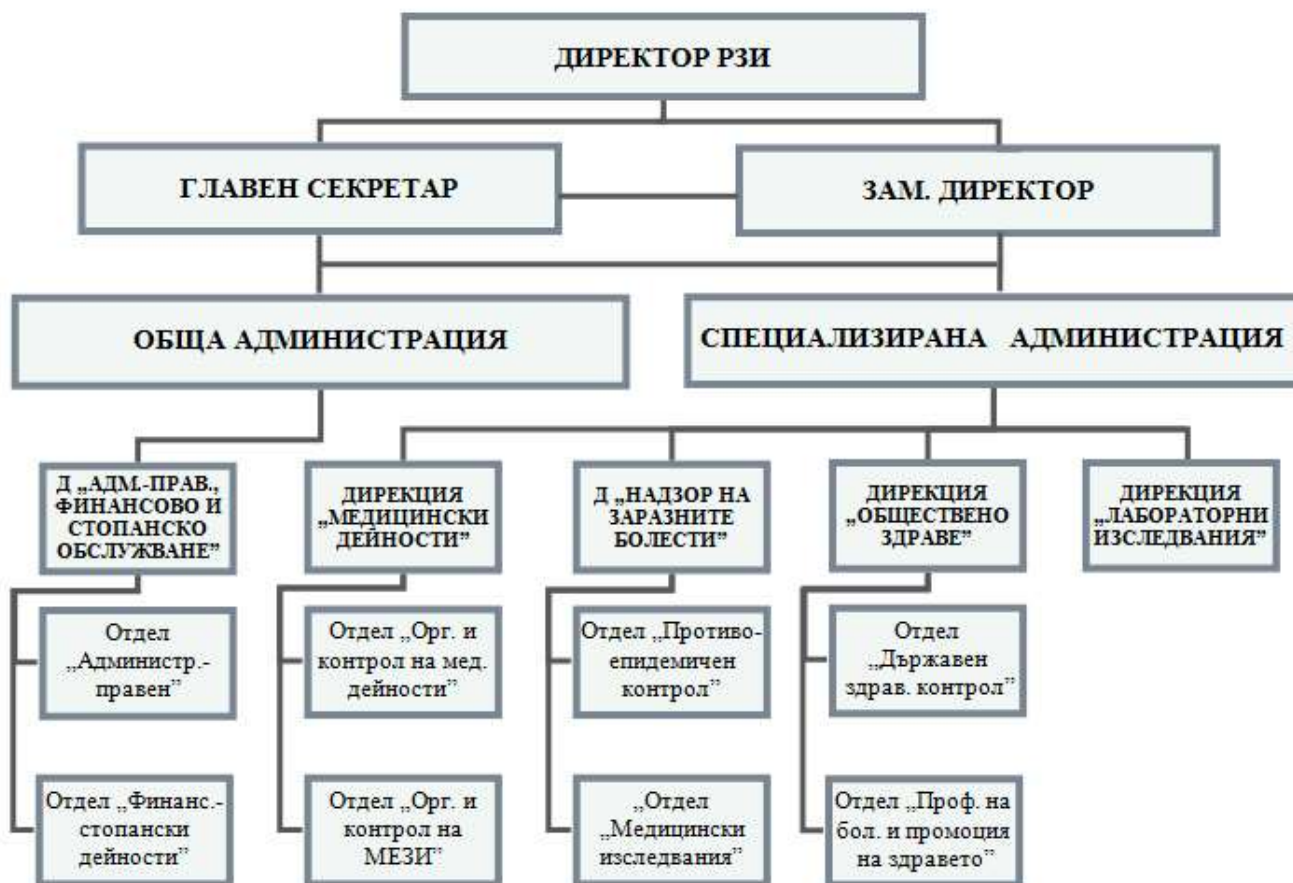 ДИРЕКТОР РЗИ
ГЛАВЕН СЕКРЕТАР
ЗАМ. ДИРЕКТОР
ОБЩА АДМИНИСТРАЦИЯ
СПЕЦИАЛИЗИРАНА АДМИНИСТРАЦИЯ
Д „АДМ.-ПРАВ.,
ФИНАНСОВО И
СТОПАНСКО
ОБСЛУЖВАНЕ”
ДИРЕКЦИЯ
„МЕДИЦИНСКИ
ДЕЙНОСТИ”
Д „НАДЗОР НА
ЗАРАЗНИТЕ
БОЛЕСТИ”
ДИРЕКЦИЯ
„ОБЩЕСТВЕНО
ЗДРАВЕ”
ДИРЕКЦИЯ
„ЛАБОРАТОРНИ
ИЗСЛЕДВАНИЯ”
Отдел
„Администр.-
правен”
Отдел „Орг. и
контрол на мед.
дейности”
Отдел „Противо-
епидемичен
контрол”
Отдел
„Държавен
здрав. контрол”
Отдел „Финанс.-
стопански
дейности”
Отдел „Орг. и
контрол на
МЕЗИ”
„Отдел
„Медицински
изследвания”
Отдел „Проф. на
бол. и промоция
на здравето”